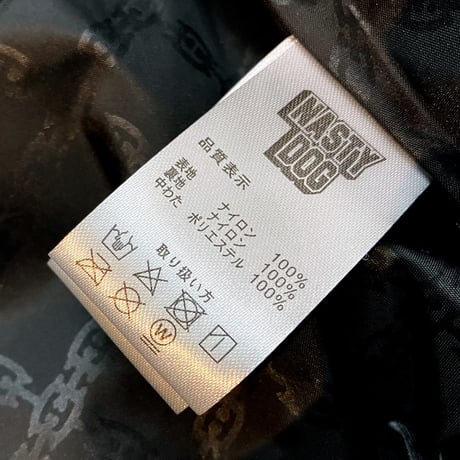 NASTY
DOG
品質表示
表地 ナイロン 100%
裏地 ナイロン 100%
中わた ポリエステル 100%
取り扱い方
W